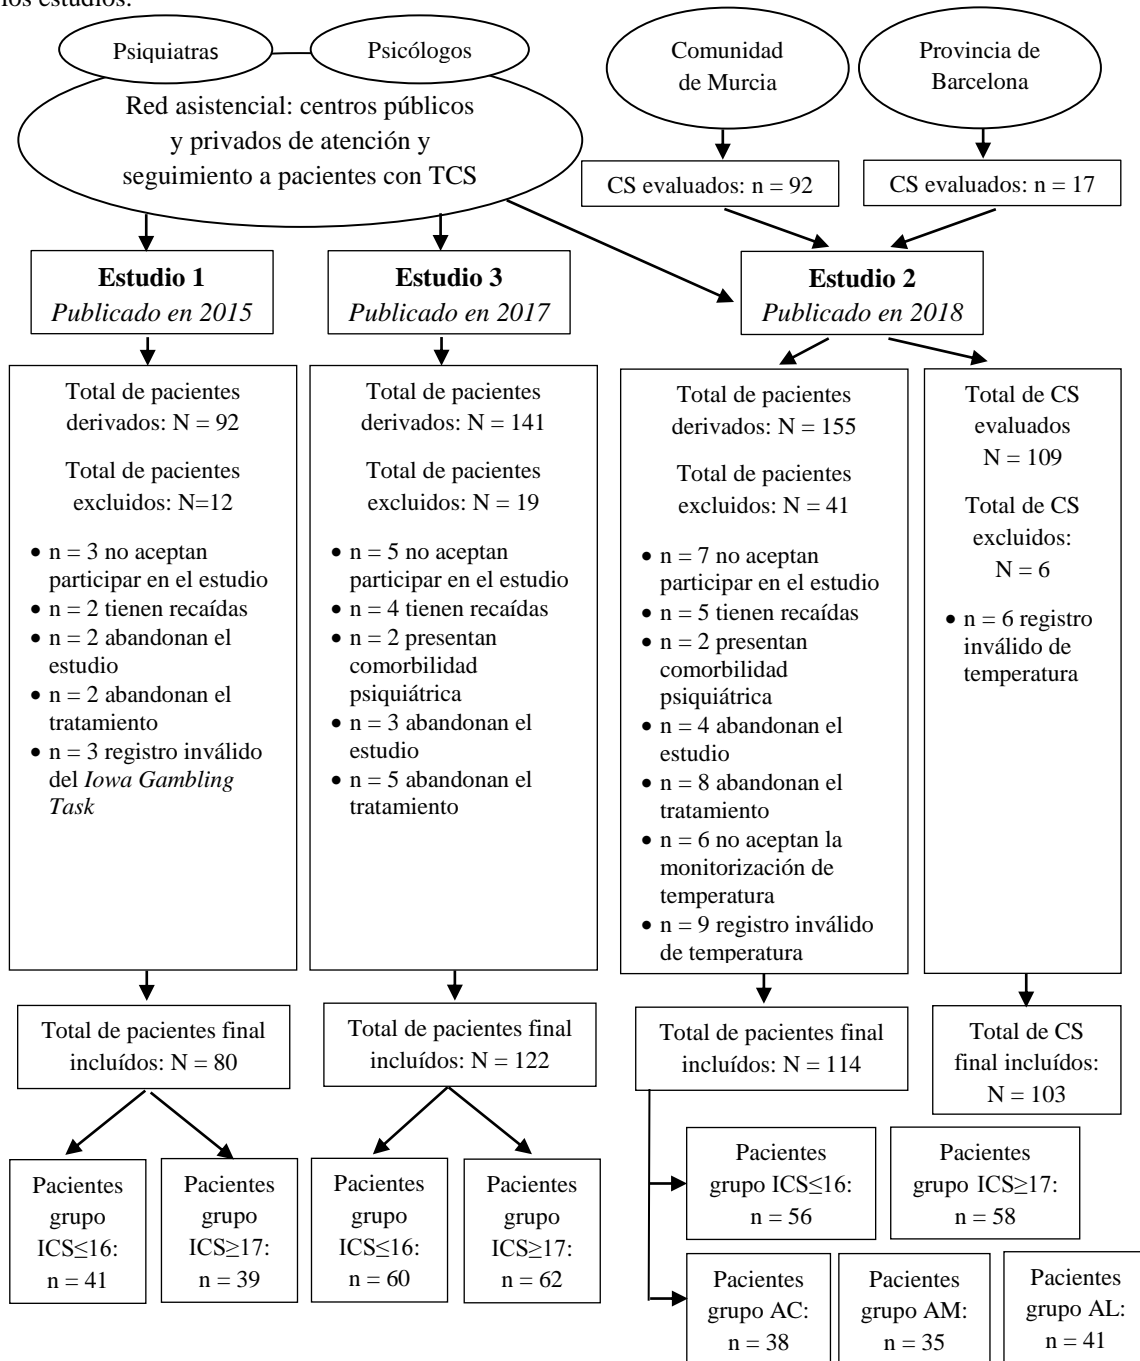 los estudios.
Psiquiatras
Psicólogos
Red asistencial: centros públicos
y privados de atención y
seguimiento a pacientes con TCS
Comunidad
de Murcia
Provincia de
Barcelona
CS evaluados: n = 92
CS evaluados: n = 17
Estudio 1
Publicado en 2015
Estudio 3
Publicado en 2017
Estudio 2
Publicado en 2018
Total de pacientes
derivados: N = 92
Total de pacientes
excluidos: N=12
• n = 3 no aceptan
participar en el estudio
• n = 2 tienen recaídas
• n = 2 abandonan el
estudio
• n = 2 abandonan el
tratamiento
• n = 3 registro inválido
del Iowa Gambling
Task
Total de pacientes
derivados: N = 141
Total de pacientes
excluidos: N = 19
• n = 5 no aceptan
participar en el estudio
• n = 4 tienen recaídas
• n = 2 presentan
comorbilidad
psiquiátrica
• n = 3 abandonan el
estudio
• n = 5 abandonan el
tratamiento
Total de pacientes
derivados: N = 155
Total de pacientes
excluidos: N = 41
• n = 7 no aceptan
participar en el estudio
• n = 5 tienen recaídas
• n = 2 presentan
comorbilidad
psiquiátrica
• n = 4 abandonan el
estudio
• n = 8 abandonan el
tratamiento
• n = 6 no aceptan la
monitorización de
temperatura
• n = 9 registro inválido
de temperatura
Total de CS
evaluados
N = 109
Total de CS
excluidos:
N = 6
• n = 6 registro
inválido de
temperatura
Total de pacientes final
incluídos: N = 80
Total de pacientes final
incluídos: N = 122
Total de pacientes final
incluídos: N = 114
Total de CS
final incluídos:
N = 103
Pacientes
grupo
ICS≤16:
n = 41
Pacientes
grupo
ICS≥17:
n = 39
Pacientes
grupo
ICS≤16:
n = 60
Pacientes
grupo
ICS≥17:
n = 62
Pacientes
grupo ICS≤16:
n = 56
Pacientes
grupo ICS≥17:
n = 58
Pacientes
grupo AC:
n = 38
Pacientes
grupo AM:
n = 35
Pacientes
grupo AL:
n = 41